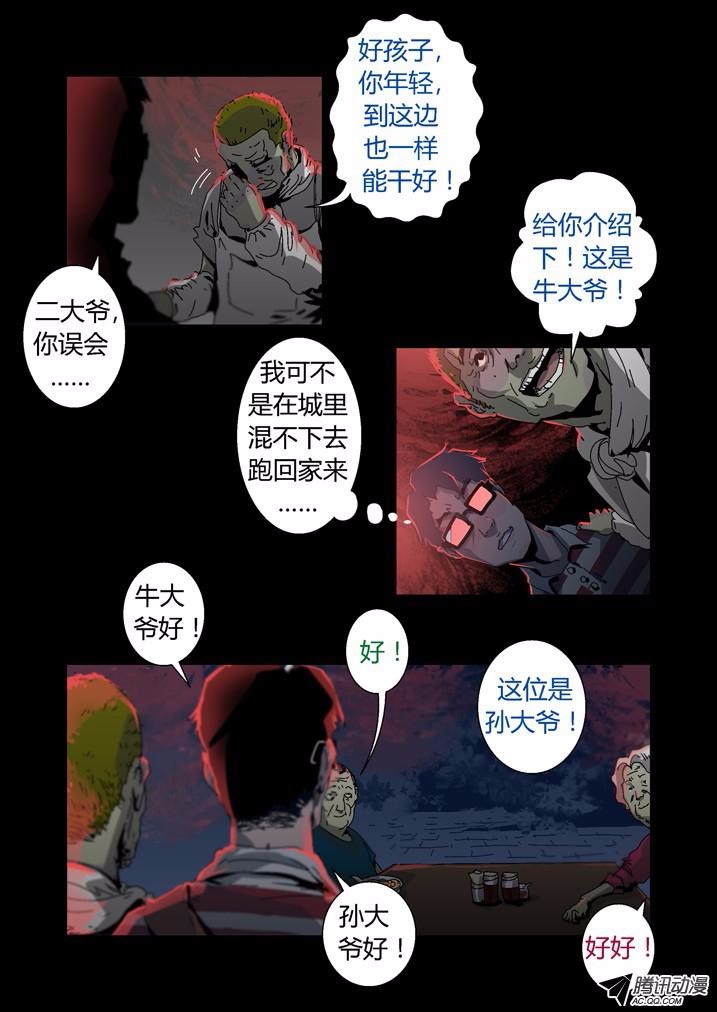 好孩子，
你年轻，
到这边
也一样
能干好！
给你介绍
下！这是
牛大爷！
二大爷，
你误会
……
我可不
是在城里
混不下去
跑回家来
……
牛大
爷好！
好！
这位是
孙大爷！
孙大
爷好！
好好！
腾讯动漫
AC.QQ.COM